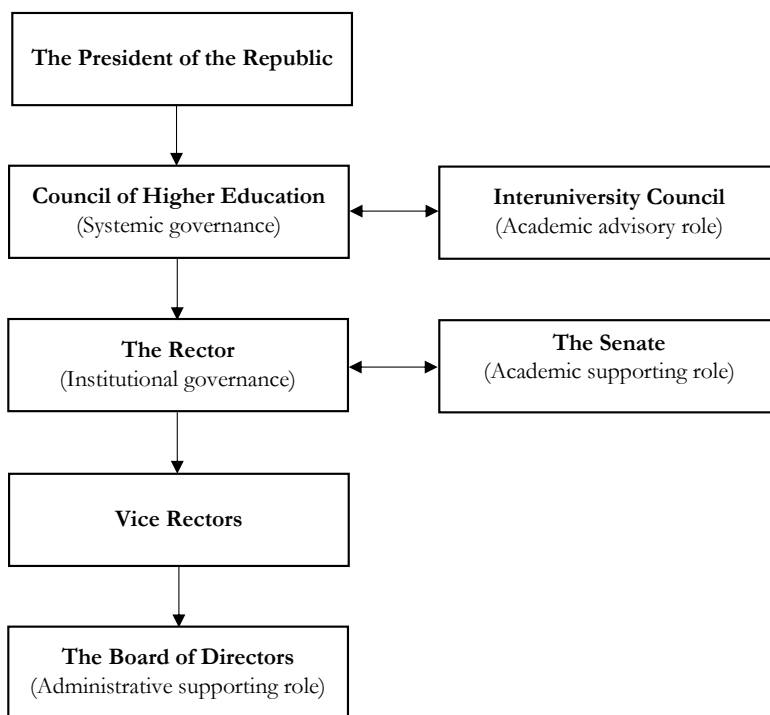 The President of the Republic
Council of Higher Education
(Systemic governance)
Interuniversity Council
(Academic advisory role)
The Rector
(Institutional governance)
The Senate
(Academic supporting role)
Vice Rectors
The Board of Directors
(Administrative supporting role)